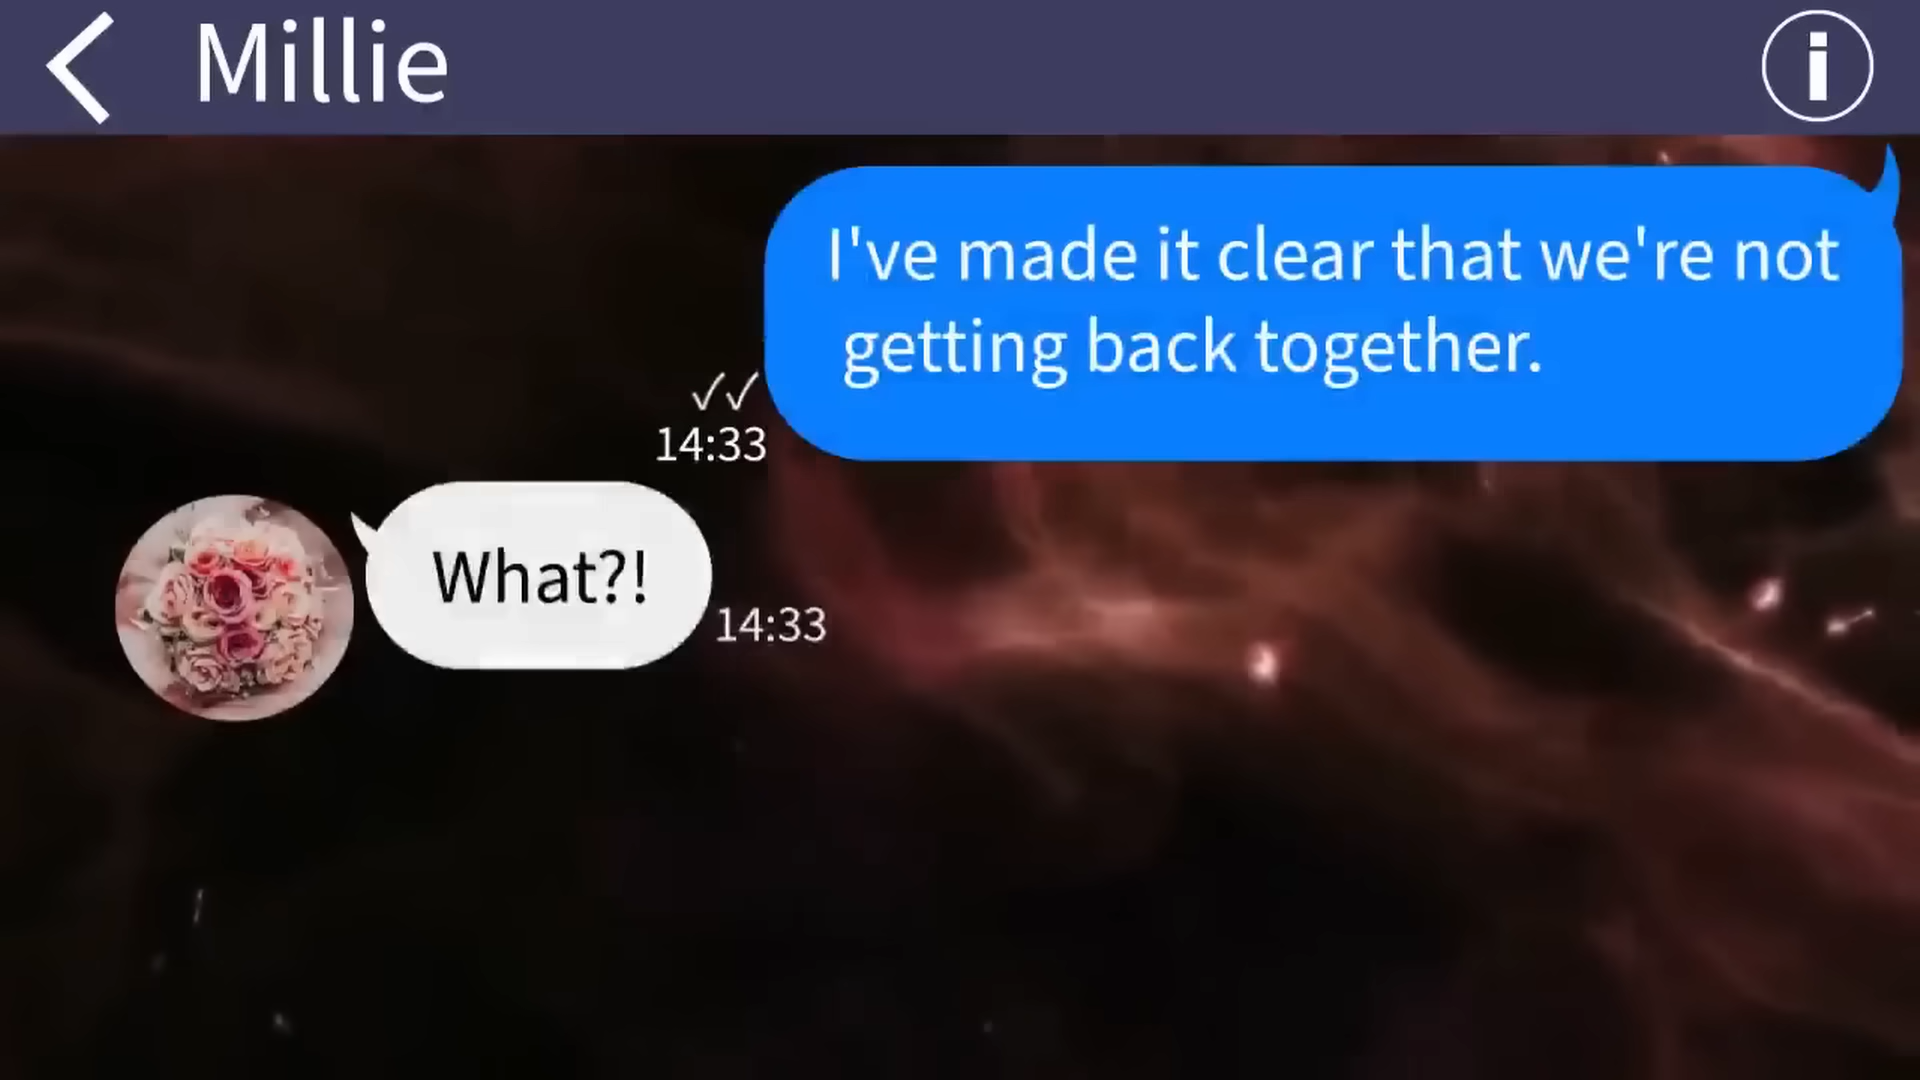 Millie
I've made it clear that we're not
getting back together.
✓✓
14:33
What?!
14:33